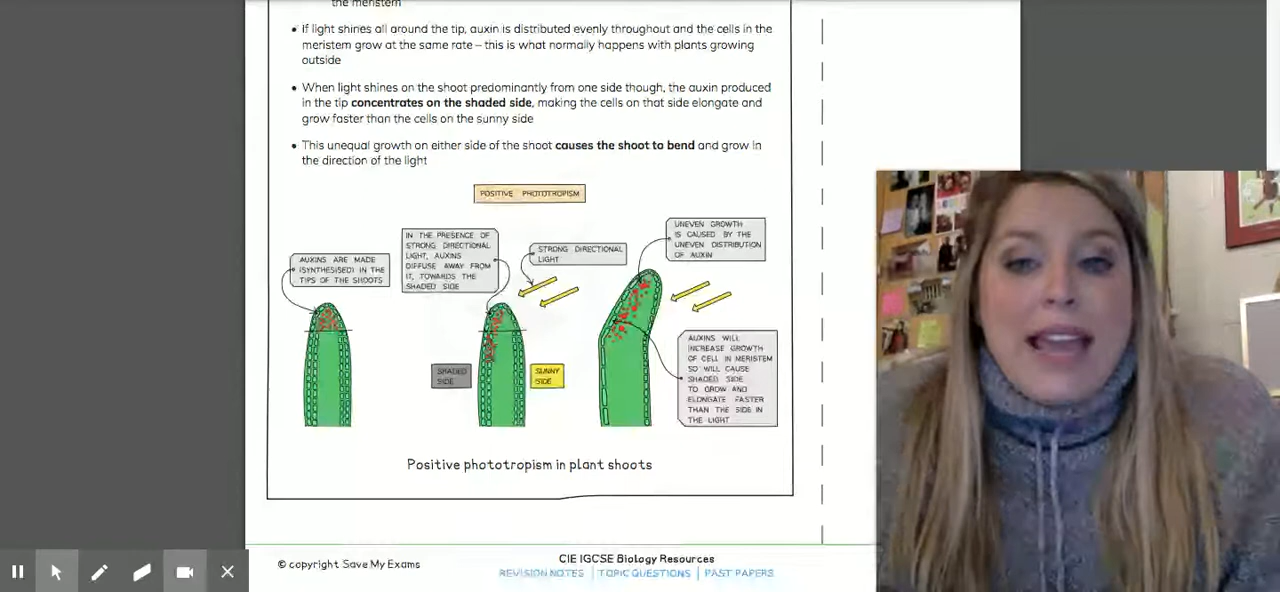 the meristem
• If light shines all around the tip, auxin is distributed evenly throughout and the cells in the
meristem grow at the same rate – this is what normally happens with plants growing
outside
• When light shines on the shoot predominantly from one side though, the auxin produced
in the tip concentrates on the shaded side, making the cells on that side elongate and
grow faster than the cells on the sunny side
• This unequal growth on either side of the shoot causes the shoot to bend and grow in
the direction of the light
POSITIVE PHOTOTROPISM
AUXINS ARE MADE
(SYNTHESISED) IN THE
TIPS OF THE SHOOTS
IN THE PRESENCE OF
STRONG DIRECTIONAL
LIGHT, AUXINS
DIFFUSE AWAY FROM
IT, TOWARDS THE
SHADED SIDE
STRONG DIRECTIONAL
LIGHT
UNEVEN GROWTH
IS CAUSED BY THE
UNEVEN DISTRIBUTION
OF AUXIN
SHADED
SIDE
SUNNY
SIDE
AUXINS WILL
INCREASE GROWTH
OF CELL IN MERISTEM
SO WILL CAUSE
SHADED SIDE
TO GROW AND
ELONGATE FASTER
THAN THE SIDE IN
THE LIGHT
Positive phototropism in plant shoots
© copyright Save My Exams
CIE IGCSE Biology Resources
REVISION NOTES | TOPIC QUESTIONS | PAST PAPERS